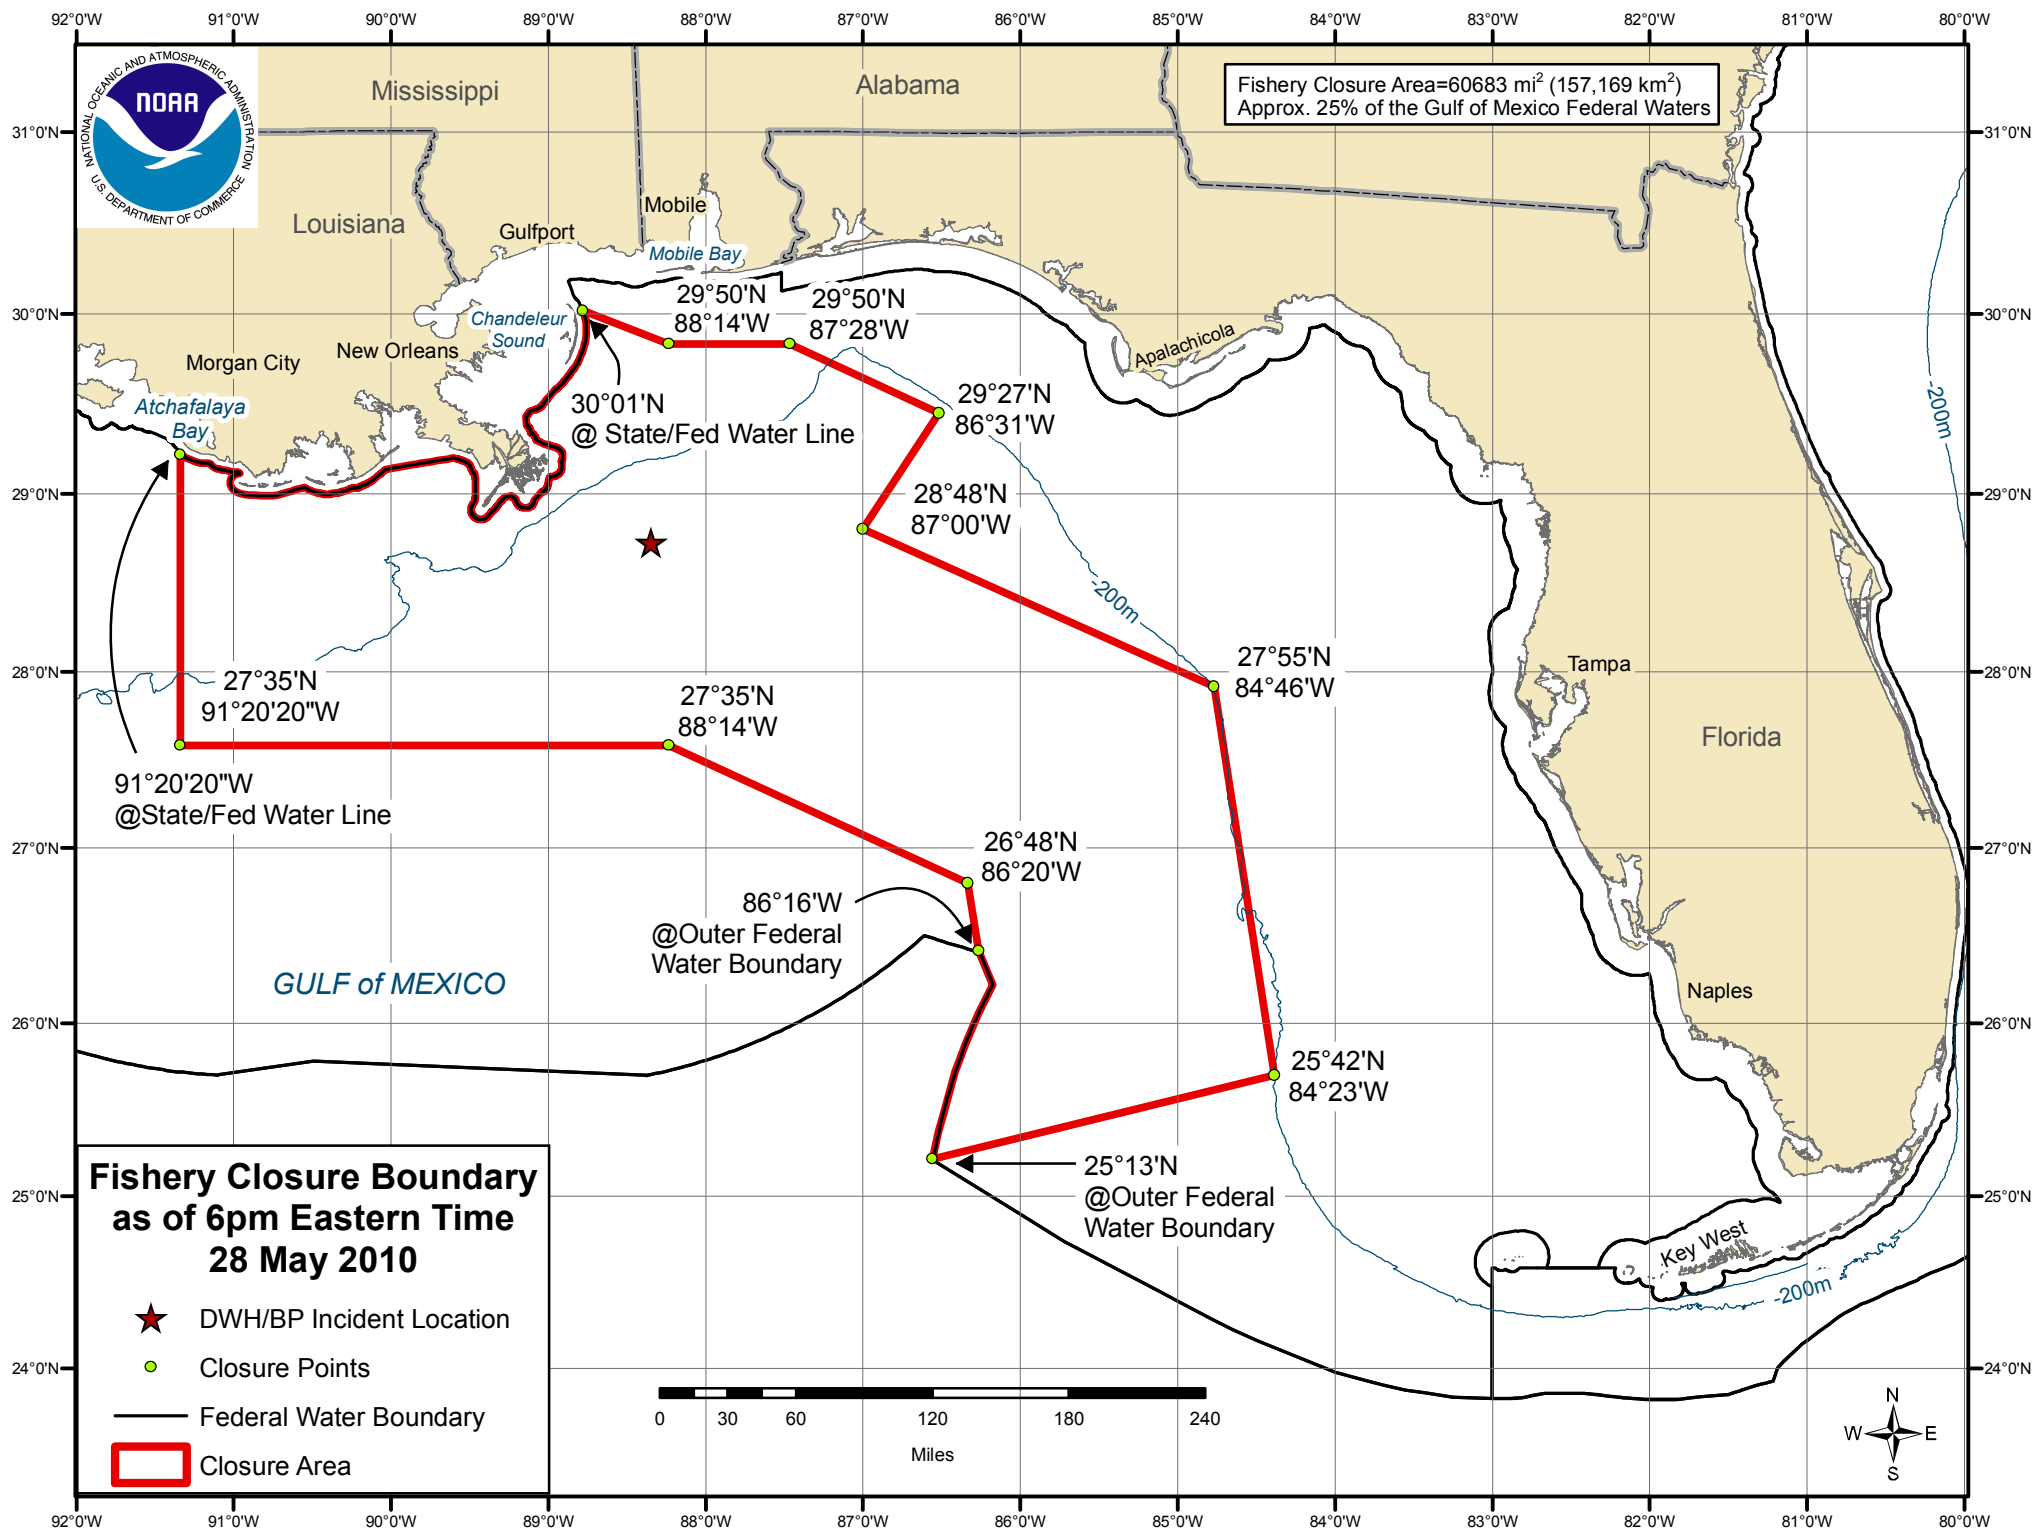 92°0'W 91°0'W 90°0'W 89°0'W 88°0'W 87°0'W 86°0'W 85°0'W 84°0'W 83°0'W 82°0'W 81°0'W 80°0'W
NATIONAL OCEANIC AND ATMOSPHERIC ADMINISTRATION
NOAA
U.S. DEPARTMENT OF COMMERCE
Fishery Closure Area=60683 mi² (157,169 km²)
Approx. 25% of the Gulf of Mexico Federal Waters
Mississippi
Alabama
31°0'N
31°0'N
Louisiana
Gulfport
Mobile
Mobile Bay
29°50'N
88°14'W
29°50'N
87°28'W
30°0'N
30°0'N
Chandeleur
Sound
Morgan City
New Orleans
Apalachicola
Atchafalaya
Bay
30°01'N
@ State/Fed Water Line
29°27'N
86°31'W
-200m
29°0'N
29°0'N
28°48'N
87°00'W
-200m
28°0'N
28°0'N
27°35'N
91°20'20"W
27°35'N
88°14'W
27°55'N
84°46'W
Tampa
Florida
91°20'20"W
@State/Fed Water Line
27°0'N
27°0'N
26°48'N
86°20'W
86°16'W
@Outer Federal
Water Boundary
GULF of MEXICO
Naples
26°0'N
26°0'N
25°42'N
84°23'W
25°13'N
@Outer Federal
Water Boundary
25°0'N
25°0'N
Key West
-200m
24°0'N
24°0'N
Fishery Closure Boundary
as of 6pm Eastern Time
28 May 2010
DWH/BP Incident Location
Closure Points
Federal Water Boundary
Closure Area
0 30 60 120 180 240
Miles
N
W E
S
92°0'W 91°0'W 90°0'W 89°0'W 88°0'W 87°0'W 86°0'W 85°0'W 84°0'W 83°0'W 82°0'W 81°0'W 80°0'W